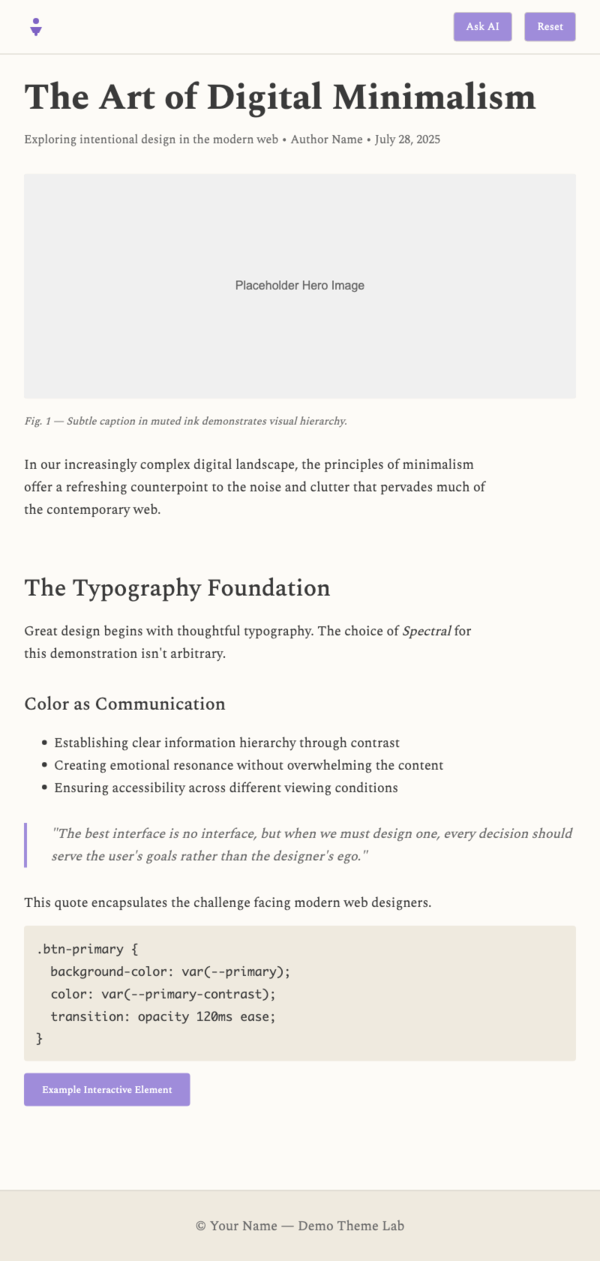 Ask AI
Reset
The Art of Digital Minimalism
Exploring intentional design in the modern web • Author Name • July 28, 2025
Placeholder Hero Image
Fig. 1 — Subtle caption in muted ink demonstrates visual hierarchy.
In our increasingly complex digital landscape, the principles of minimalism
offer a refreshing counterpoint to the noise and clutter that pervades much of
the contemporary web.
The Typography Foundation
Great design begins with thoughtful typography. The choice of Spectral for
this demonstration isn't arbitrary.
Color as Communication
• Establishing clear information hierarchy through contrast
• Creating emotional resonance without overwhelming the content
• Ensuring accessibility across different viewing conditions
"The best interface is no interface, but when we must design one, every decision should
serve the user's goals rather than the designer's ego."
This quote encapsulates the challenge facing modern web designers.
.btn-primary {
  background-color: var(--primary);
  color: var(--primary-contrast);
  transition: opacity 120ms ease;
}
Example Interactive Element
© Your Name — Demo Theme Lab